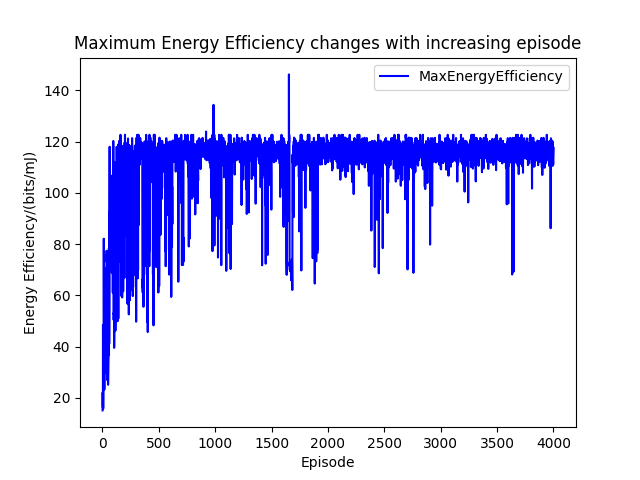 Maximum Energy Efficiency changes with increasing episode
MaxEnergyEfficiency
Energy Efficiency/(bits/mJ)
140
120
100
80
60
40
20
0 500 1000 1500 2000 2500 3000 3500 4000
Episode